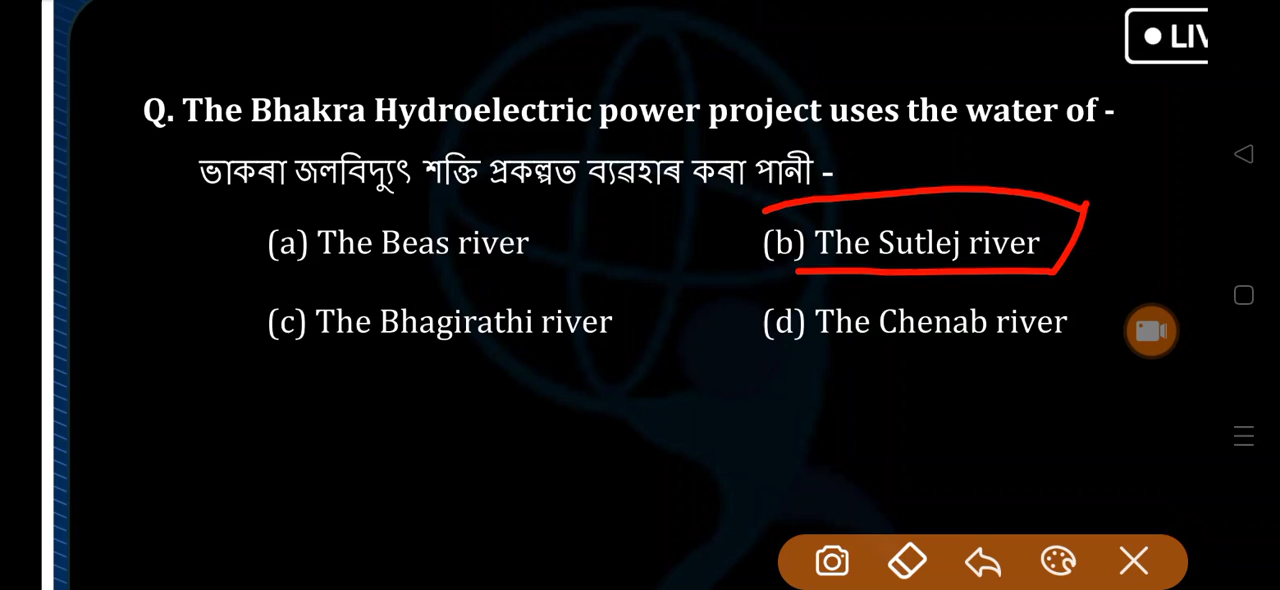 LIV
Q. The Bhakra Hydroelectric power project uses the water of -
ভাকৰা জলবিদ্যুৎ শক্তি প্ৰকল্পত ব্যৱহাৰ কৰা পানী -
(a) The Beas river (b) The Sutlej river
(c) The Bhagirathi river (d) The Chenab river